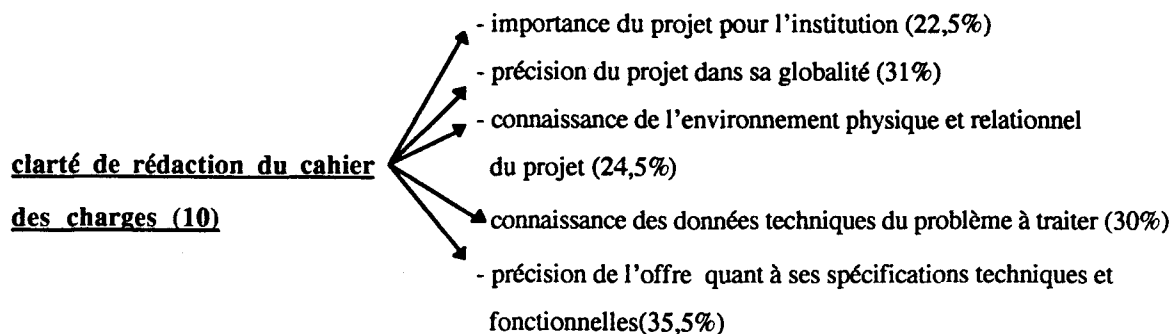 - importance du projet pour l'institution (22,5%)
- précision du projet dans sa globalité (31%)
- connaissance de l'environnement physique et relationnel
du projet (24,5%)
clarté de rédaction du cahier
des charges (10)
connaissance des données techniques du problème à traiter (30%)
- précision de l'offre quant à ses spécifications techniques et
fonctionnelles(35,5%)